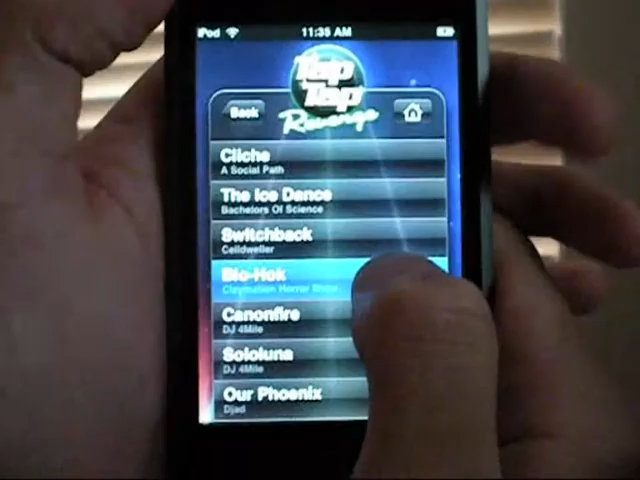 iPod 11:35 AM
Tap
Tap
Revenge
Back
Cliche
A Social Path
The Ice Dance
Bachelors Of Science
Switchback
Celldweller
Bio-Hok
Claymation Horror Show
Canonfire
DJ 4Mile
Sololuna
DJ 4Mile
Our Phoenix
Djad